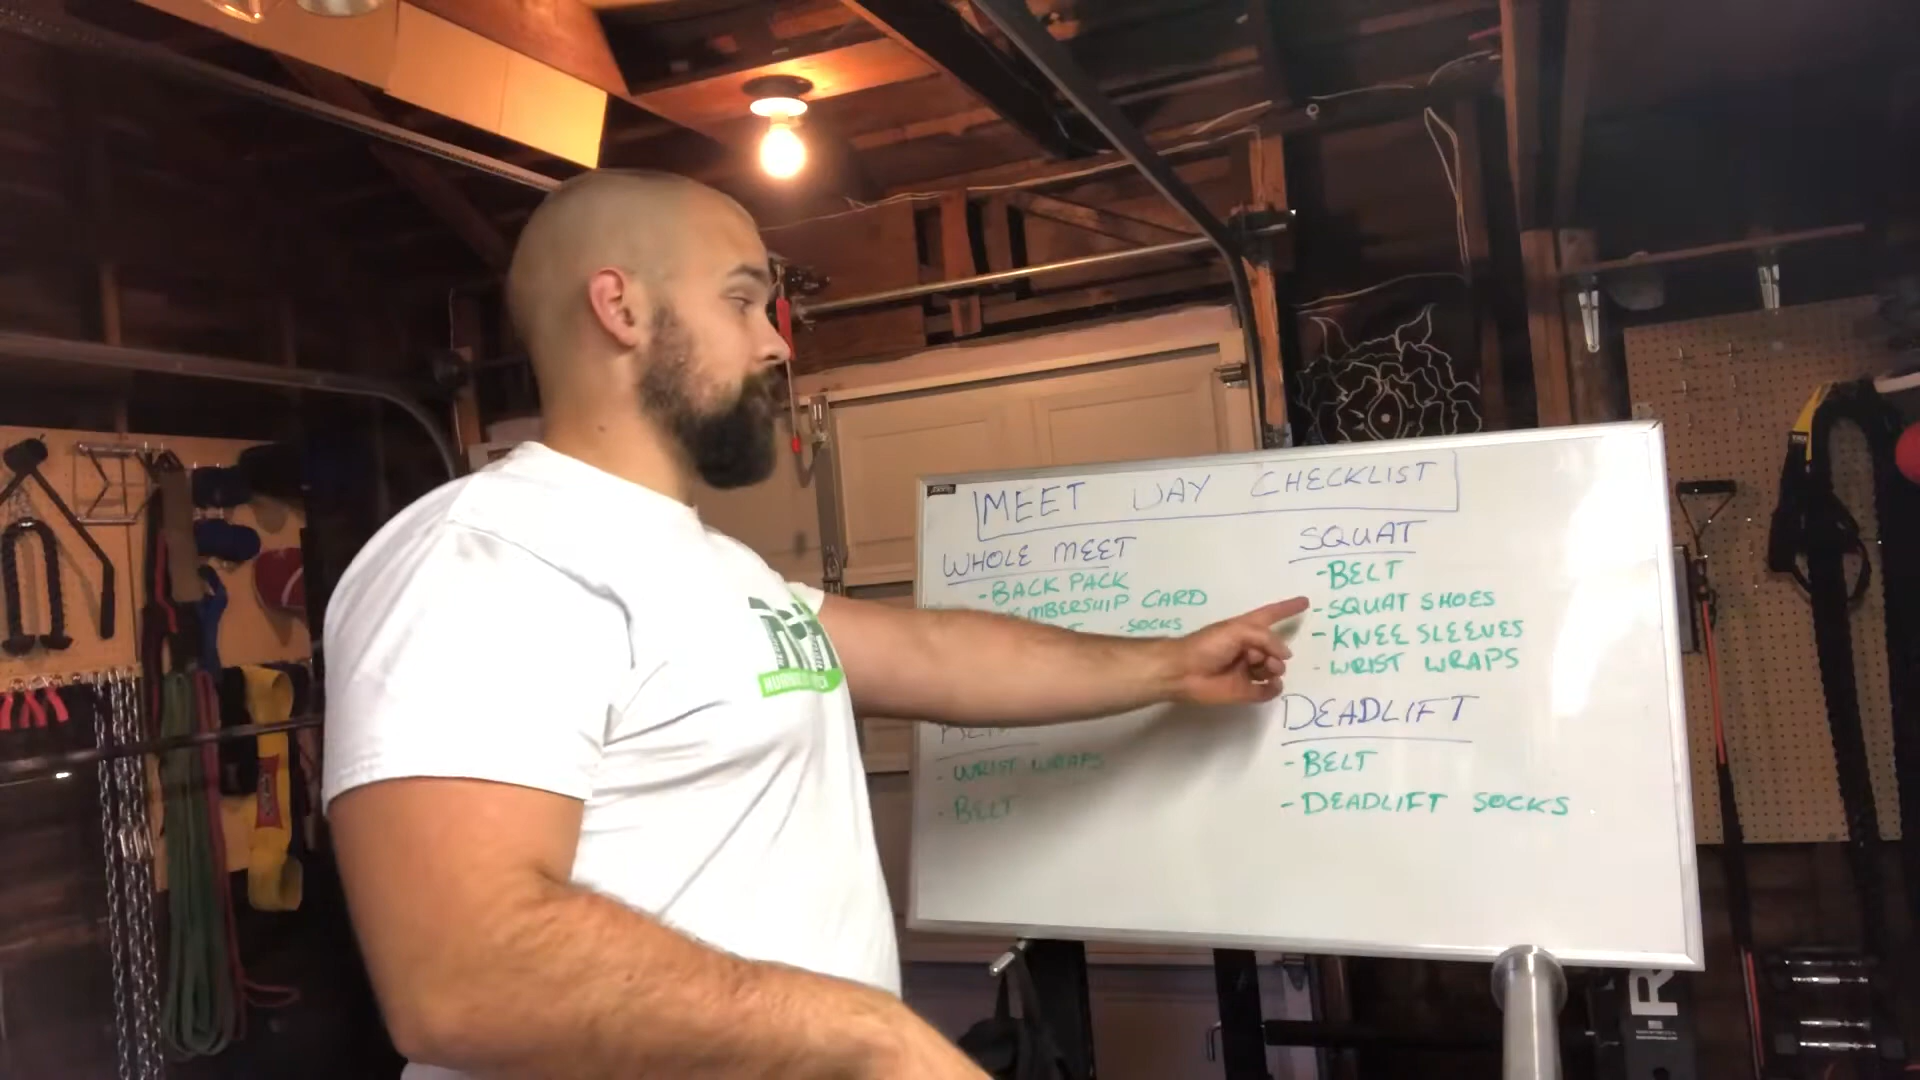 MEET DAY CHECKLIST
WHOLE MEET
- BACK PACK
MEMBERSHIP CARD
- SOCKS
- WRIST WRAPS
- BELT
SQUAT
- BELT
- SQUAT SHOES
- KNEE SLEEVES
- WRIST WRAPS
DEADLIFT
- BELT
- DEADLIFT SOCKS
R